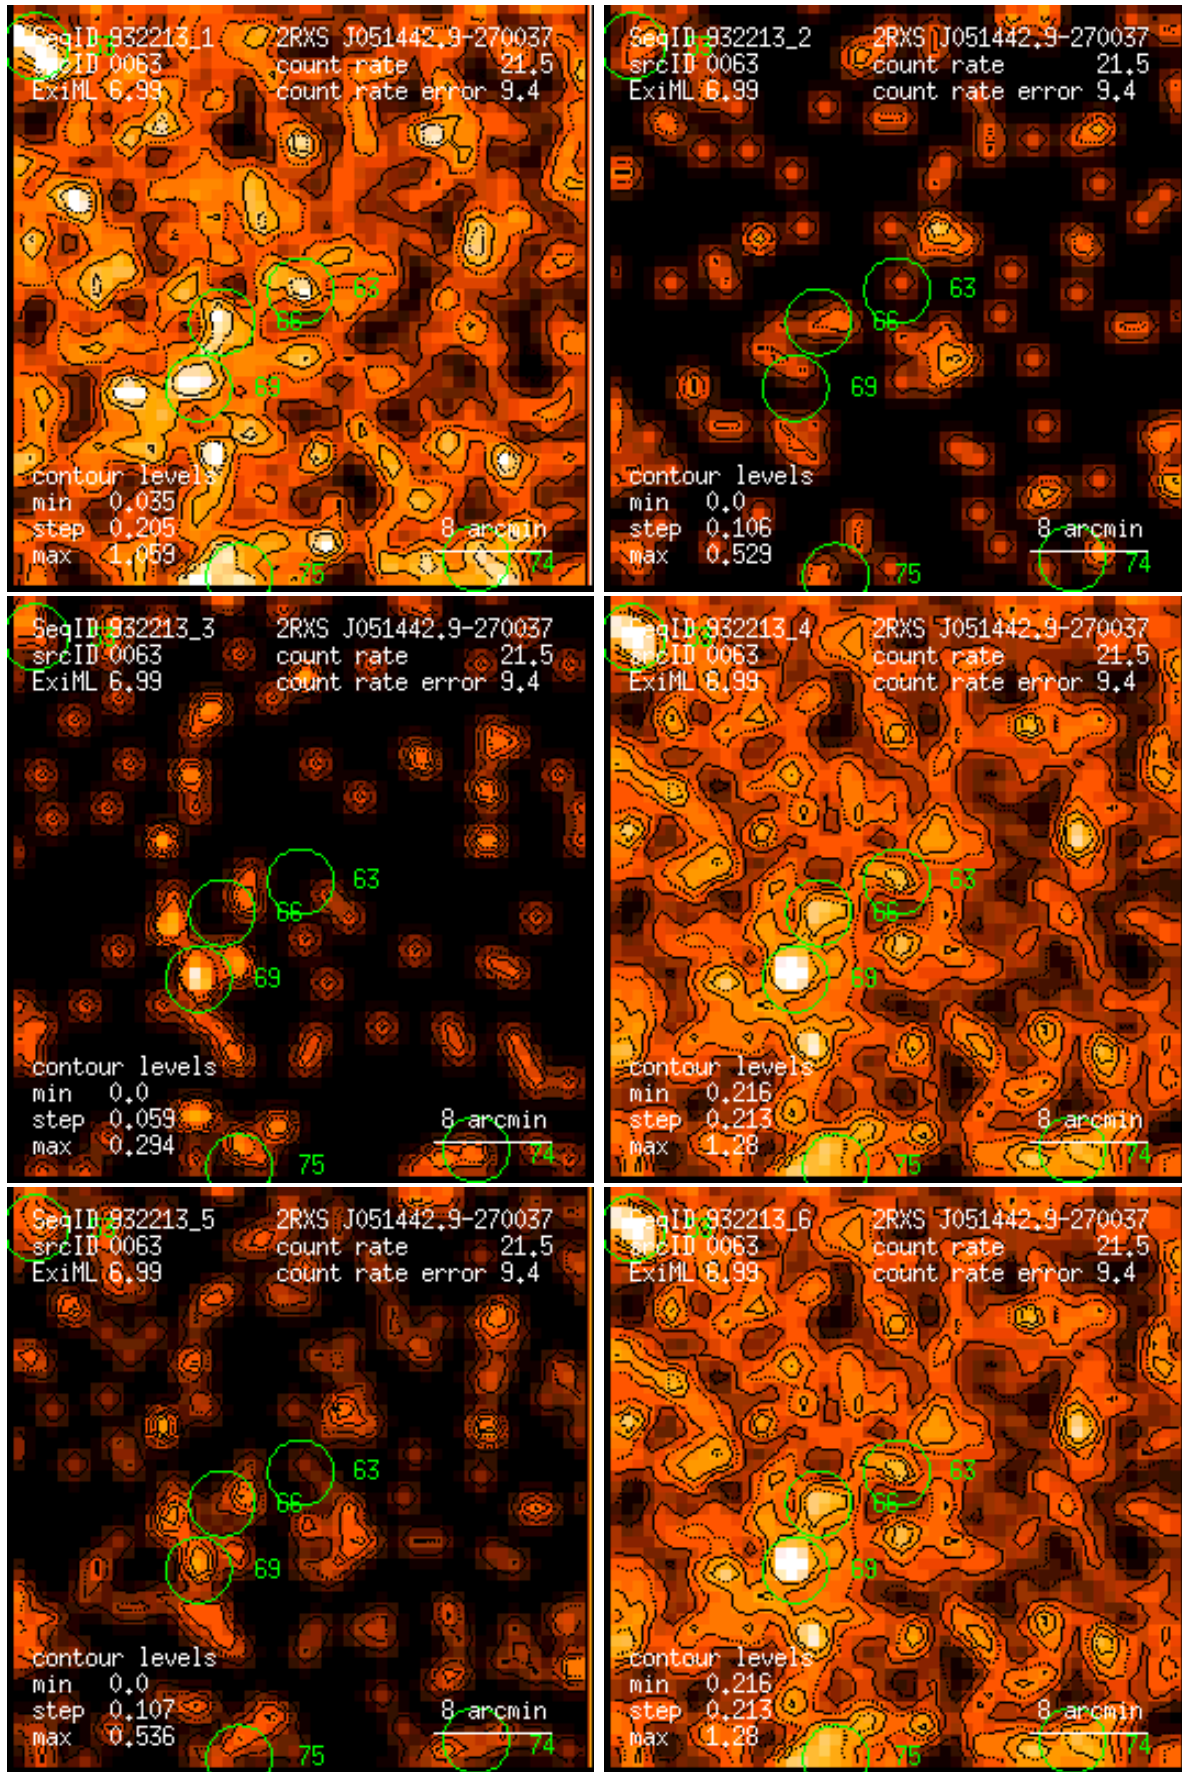 SeqID 932213_1 2RXS J051442.9-270037
srcID 0063 count rate 21.5
ExiML 6.99 count rate error 9.4
63
66
69
contour levels
min 0.035
step 0.205 8 arcmin
max 1.059
75 74
SeqID 932213_2 2RXS J051442.9-270037
srcID 0063 count rate 21.5
ExiML 6.99 count rate error 9.4
63
66
69
contour levels
min 0.0
step 0.106 8 arcmin
max 0.529
75 74
SeqID 932213_3 2RXS J051442.9-270037
srcID 0063 count rate 21.5
ExiML 6.99 count rate error 9.4
63
66
69
contour levels
min 0.0
step 0.059 8 arcmin
max 0.294
75 74
SeqID 932213_4 2RXS J051442.9-270037
srcID 0063 count rate 21.5
ExiML 6.99 count rate error 9.4
63
66
69
contour levels
min 0.216
step 0.213 8 arcmin
max 1.28
75 74
SeqID 932213_5 2RXS J051442.9-270037
srcID 0063 count rate 21.5
ExiML 6.99 count rate error 9.4
63
66
69
contour levels
min 0.0
step 0.107 8 arcmin
max 0.536
75 74
SeqID 932213_6 2RXS J051442.9-270037
srcID 0063 count rate 21.5
ExiML 6.99 count rate error 9.4
63
66
69
contour levels
min 0.216
step 0.213 8 arcmin
max 1.28
75 74